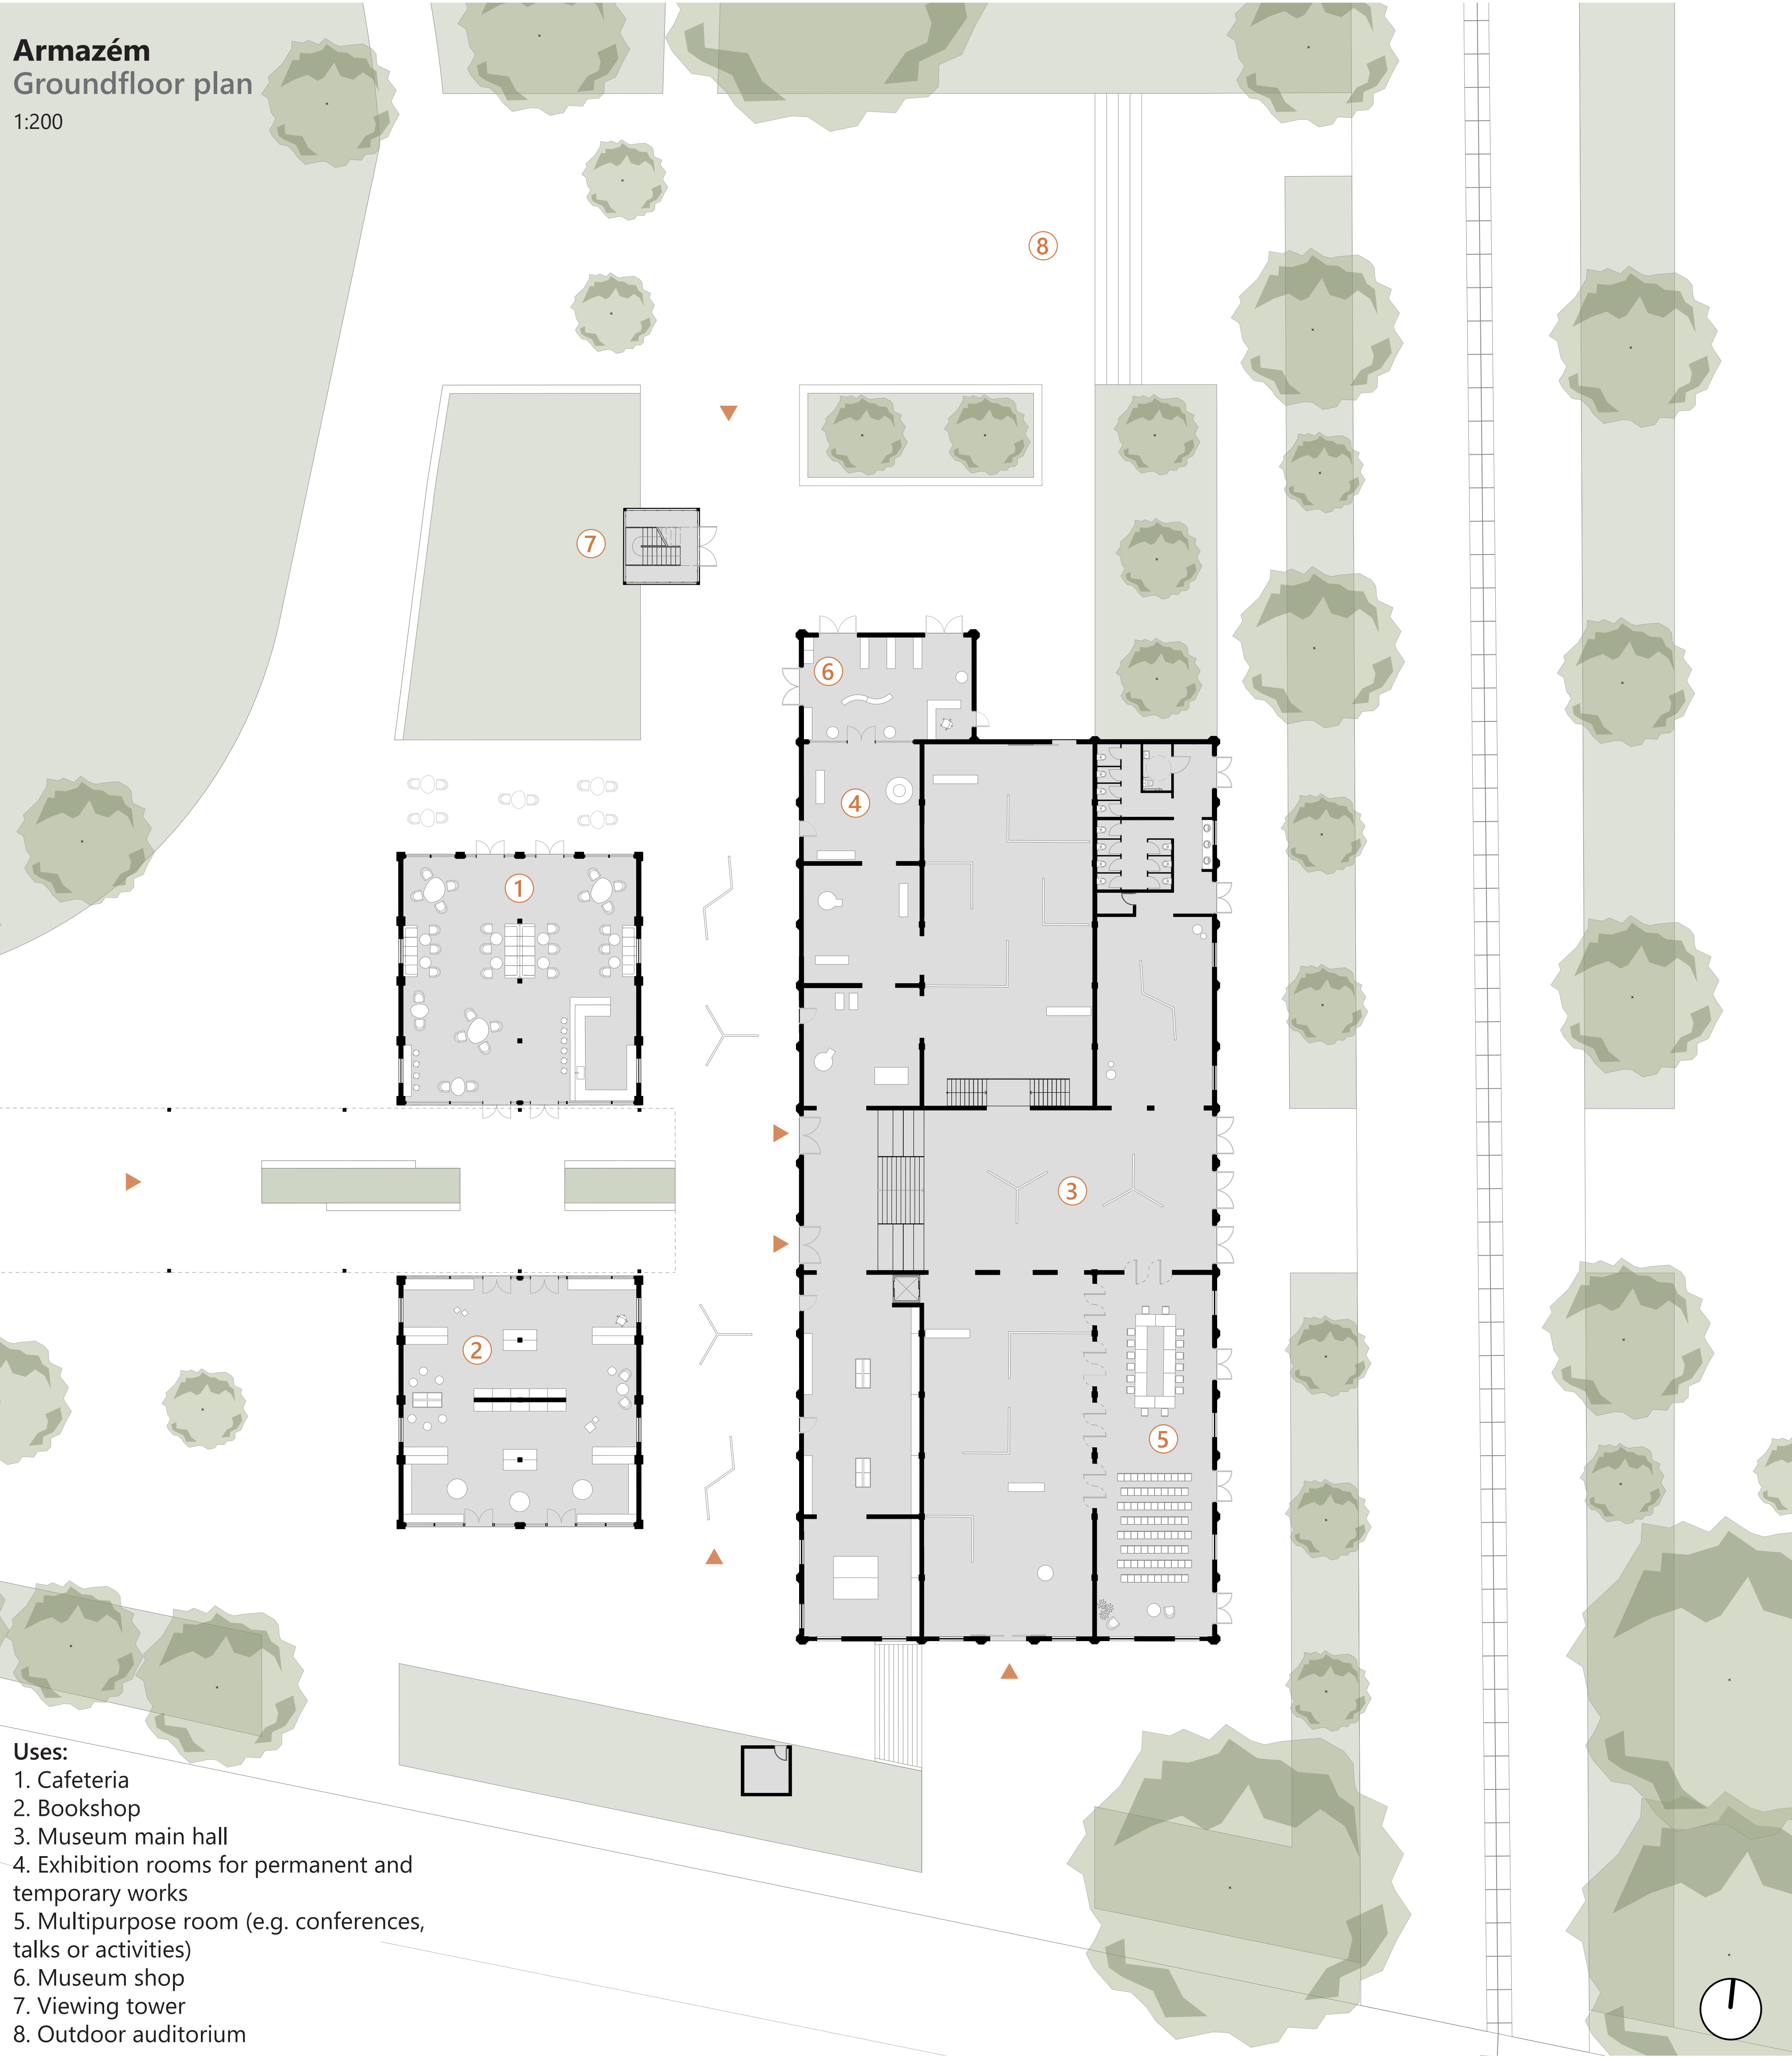 Armazém
Groundfloor plan
1:200
8
7
6
4
1
3
2
5
Uses:
1. Cafeteria
2. Bookshop
3. Museum main hall
4. Exhibition rooms for permanent and
temporary works
5. Multipurpose room (e.g. conferences,
talks or activities)
6. Museum shop
7. Viewing tower
8. Outdoor auditorium